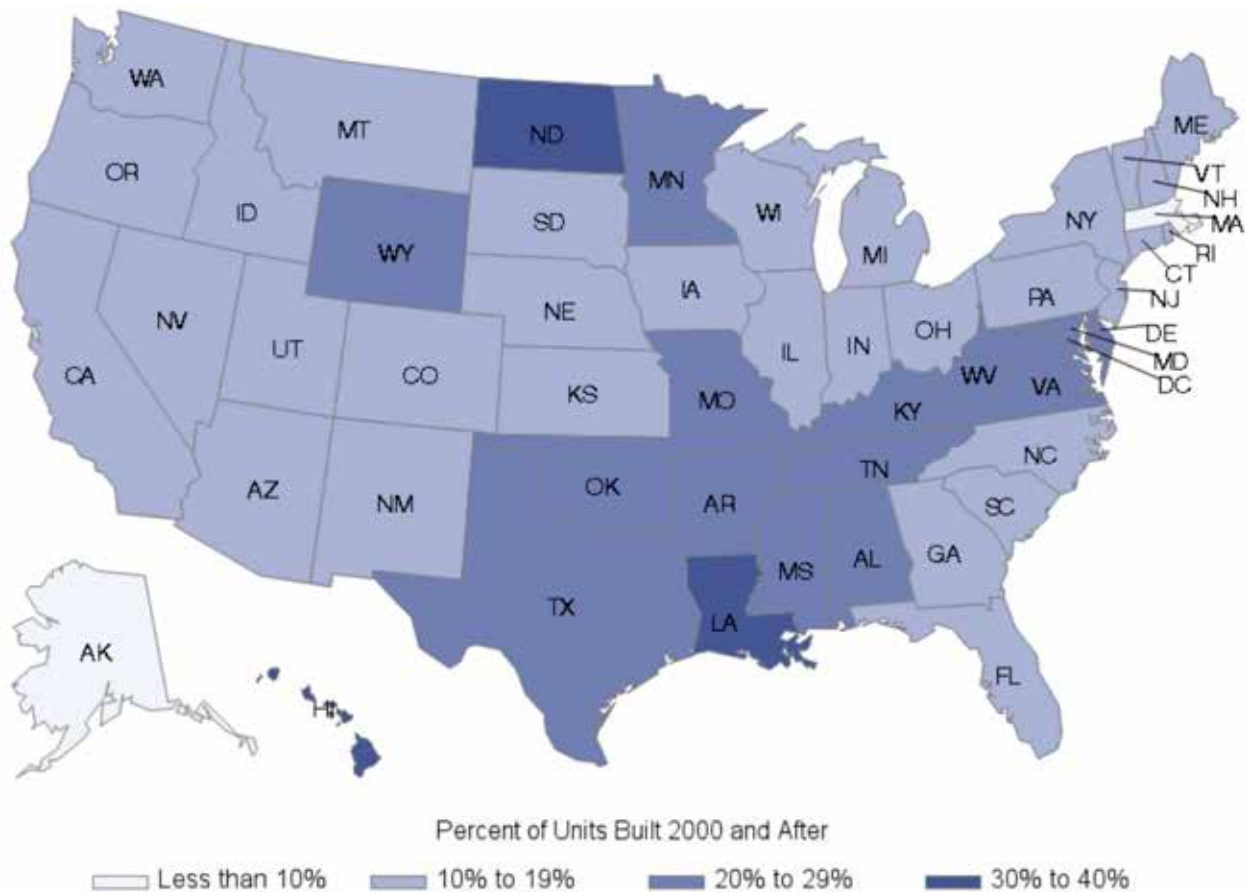 WA
MT
ND
MN
ME
OR
VT
ID
SD
WI
NH
NY
MA
WY
MI
RI
CT
IA
PA
NJ
NE
NV
OH
DE
UT
IL
IN
MD
CA
CO
WV
DC
KS
MO
KY
VA
NC
TN
AZ
OK
NM
AR
SC
MS
AL
GA
TX
LA
AK
FL
HI
Percent of Units Built 2000 and After
Less than 10% 10% to 19% 20% to 29% 30% to 40%